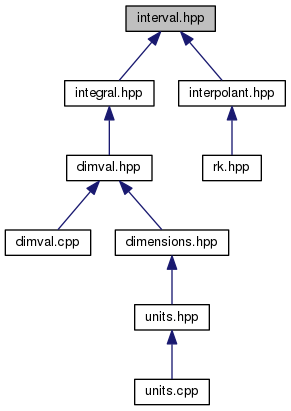 interval.hpp
integral.hpp
interpolant.hpp
dimval.hpp
rk.hpp
dimval.cpp
dimensions.hpp
units.hpp
units.cpp